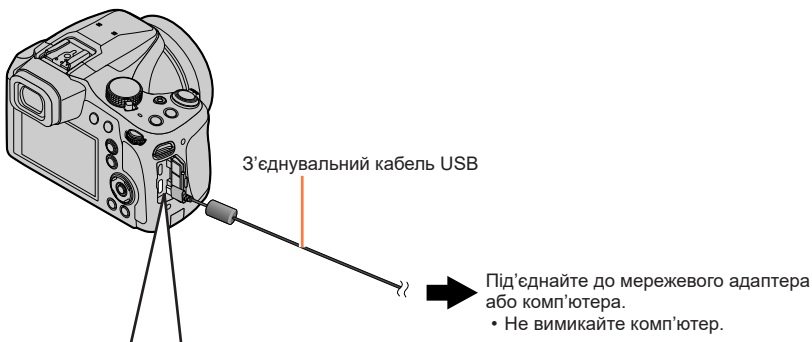 З’єднувальний кабель USB
Під’єднайте до мережевого адаптера
або комп’ютера.
• Не вимикайте комп’ютер.